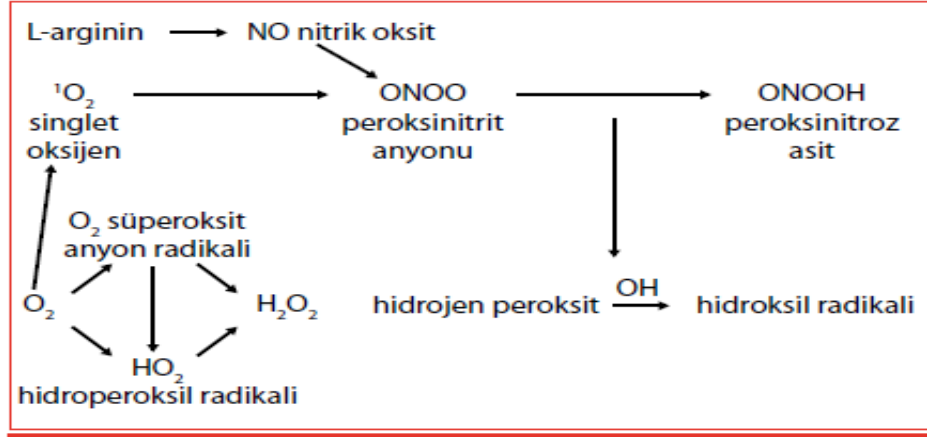 L-arginin NO nitrik oksit
¹O₂ ONOO ONOOH
singlet peroksinitrit peroksinitroz
oksijen anyonu asit
O₂ süperoksit
anyon radikali
O₂ H₂O₂ hidrojen peroksit OH hidroksil radikali
HO₂
hidroperoksil radikali